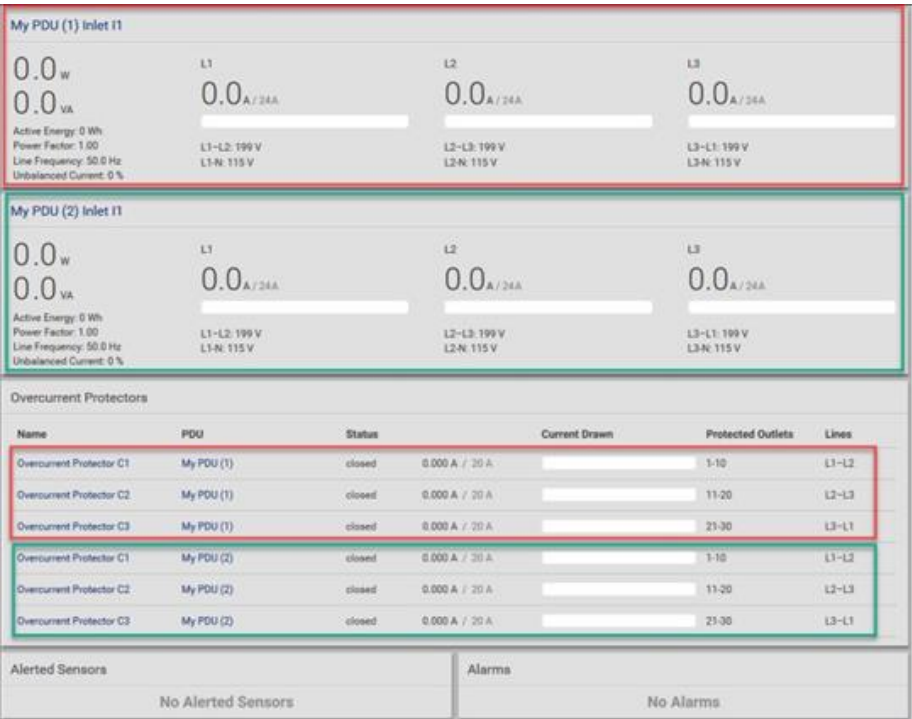 My PDU (1) Inlet I1
0.0 W
0.0 VA
Active Energy: 0 Wh
Power Factor: 1.00
Line Frequency: 50.0 Hz
Unbalanced Current: 0 %
L1
0.0 A / 24A
L1-L2: 199 V
L1-N: 115 V
L2
0.0 A / 24A
L2-L3: 199 V
L2-N: 115 V
L3
0.0 A / 24A
L3-L1: 199 V
L3-N: 115 V
My PDU (2) Inlet I1
0.0 W
0.0 VA
Active Energy: 0 Wh
Power Factor: 1.00
Line Frequency: 50.0 Hz
Unbalanced Current: 0 %
L1
0.0 A / 24A
L1-L2: 199 V
L1-N: 115 V
L2
0.0 A / 24A
L2-L3: 199 V
L2-N: 115 V
L3
0.0 A / 24A
L3-L1: 199 V
L3-N: 115 V
Overcurrent Protectors
Name PDU Status Current Drawn Protected Outlets Lines
Overcurrent Protector C1 My PDU (1) closed 0.000 A / 20 A 1-10 L1-L2
Overcurrent Protector C2 My PDU (1) closed 0.000 A / 20 A 11-20 L2-L3
Overcurrent Protector C3 My PDU (1) closed 0.000 A / 20 A 21-30 L3-L1
Overcurrent Protector C1 My PDU (2) closed 0.000 A / 20 A 1-10 L1-L2
Overcurrent Protector C2 My PDU (2) closed 0.000 A / 20 A 11-20 L2-L3
Overcurrent Protector C3 My PDU (2) closed 0.000 A / 20 A 21-30 L3-L1
Alerted Sensors
No Alerted Sensors
Alarms
No Alarms